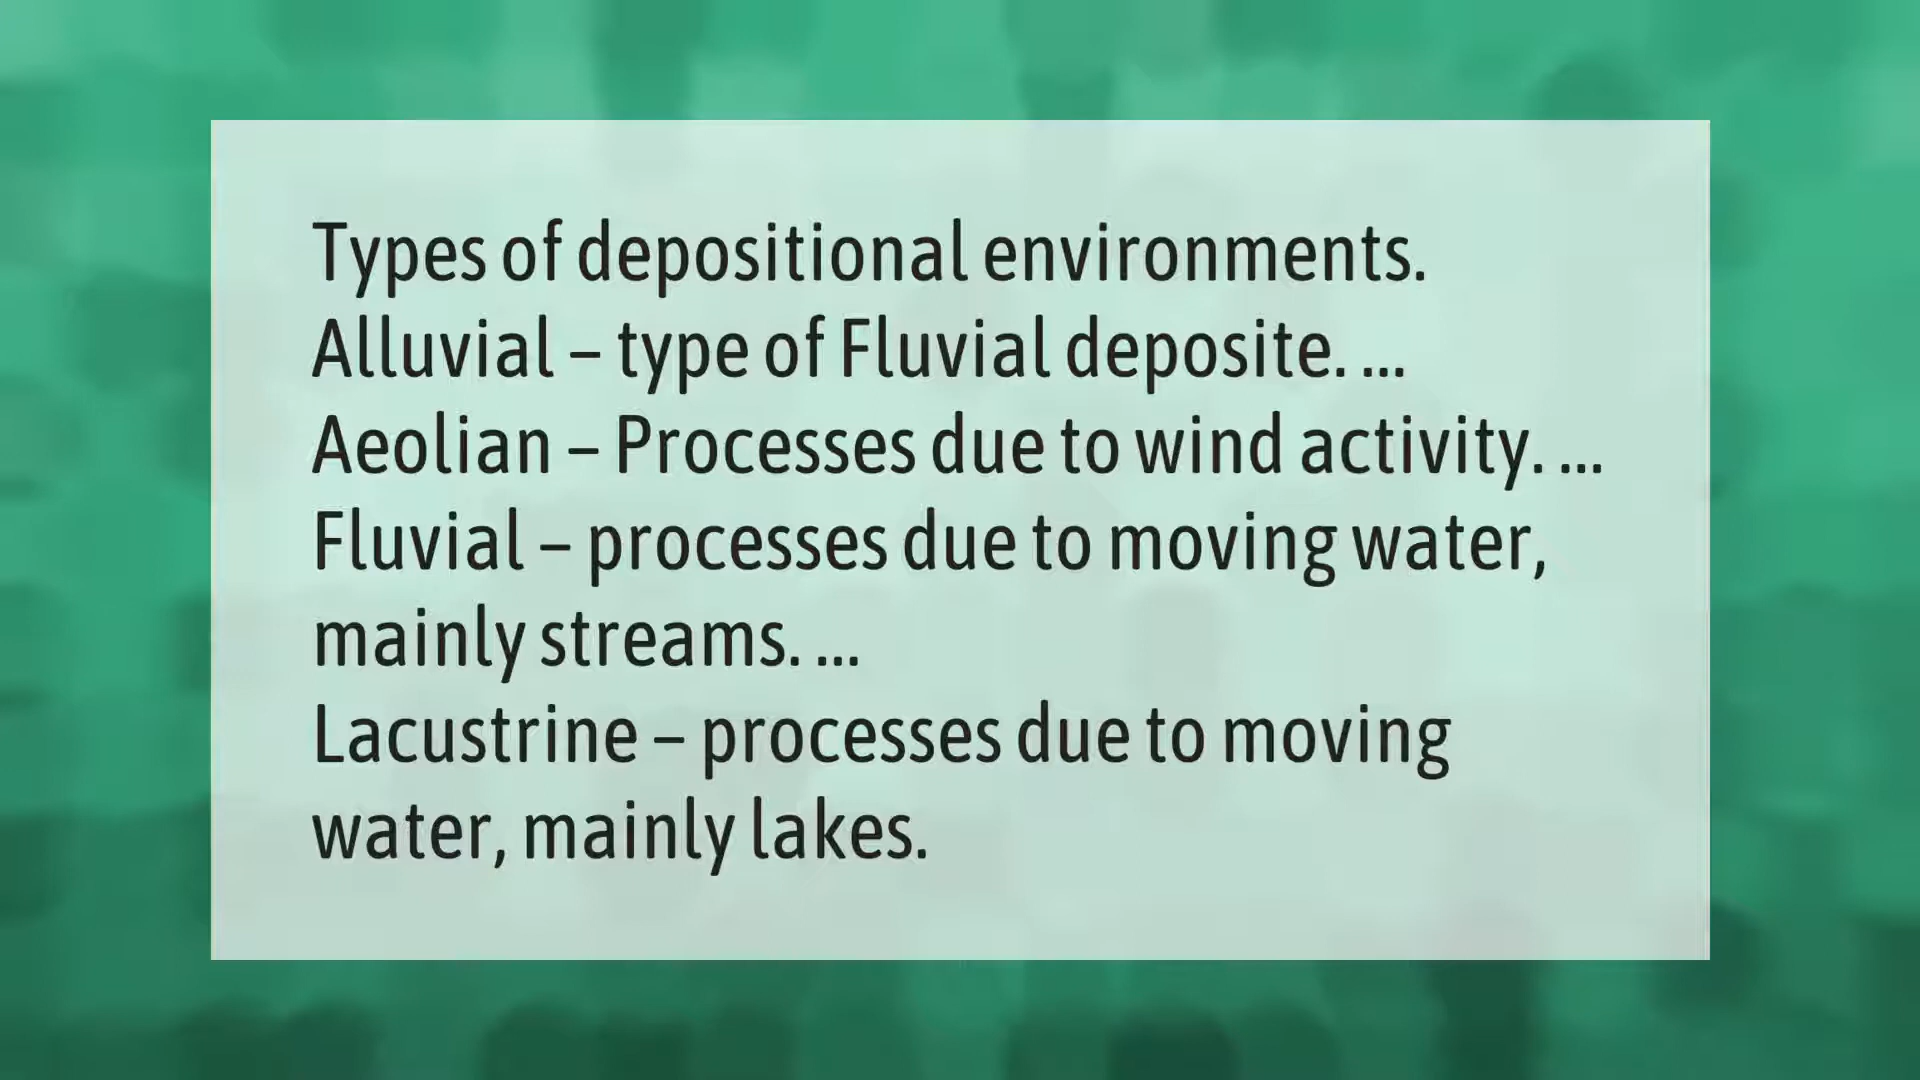 Types of depositional environments.
Alluvial – type of Fluvial deposite. ...
Aeolian – Processes due to wind activity. ...
Fluvial – processes due to moving water,
mainly streams. ...
Lacustrine – processes due to moving
water, mainly lakes.